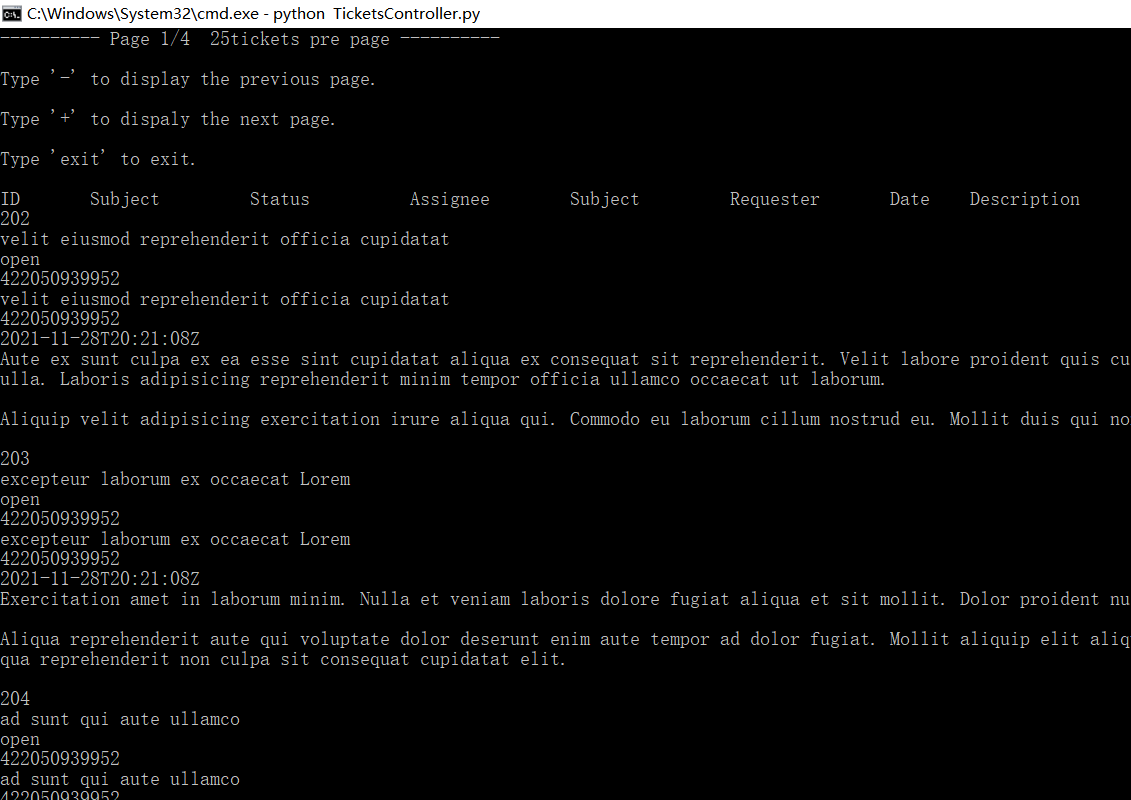 C:\Windows\System32\cmd.exe - python TicketsController.py
---------- Page 1/4  25tickets pre page ----------
Type '-' to display the previous page.
Type '+' to dispaly the next page.
Type 'exit' to exit.
ID Subject Status Assignee Subject Requester Date Description
202
velit eiusmod reprehenderit officia cupidatat
open
422050939952
velit eiusmod reprehenderit officia cupidatat
422050939952
2021-11-28T20:21:08Z
Aute ex sunt culpa ex ea esse sint cupidatat aliqua ex consequat sit reprehenderit. Velit labore proident quis cu
ulla. Laboris adipisicing reprehenderit minim tempor officia ullamco occaecat ut laborum.
Aliquip velit adipisicing exercitation irure aliqua qui. Commodo eu laborum cillum nostrud eu. Mollit duis qui no
203
excepteur laborum ex occaecat Lorem
open
422050939952
excepteur laborum ex occaecat Lorem
422050939952
2021-11-28T20:21:08Z
Exercitation amet in laborum minim. Nulla et veniam laboris dolore fugiat aliqua et sit mollit. Dolor proident nu
Aliqua reprehenderit aute qui voluptate dolor deserunt enim aute tempor ad dolor fugiat. Mollit aliquip elit aliq
qua reprehenderit non culpa sit consequat cupidatat elit.
204
ad sunt qui aute ullamco
open
422050939952
ad sunt qui aute ullamco
422050939952